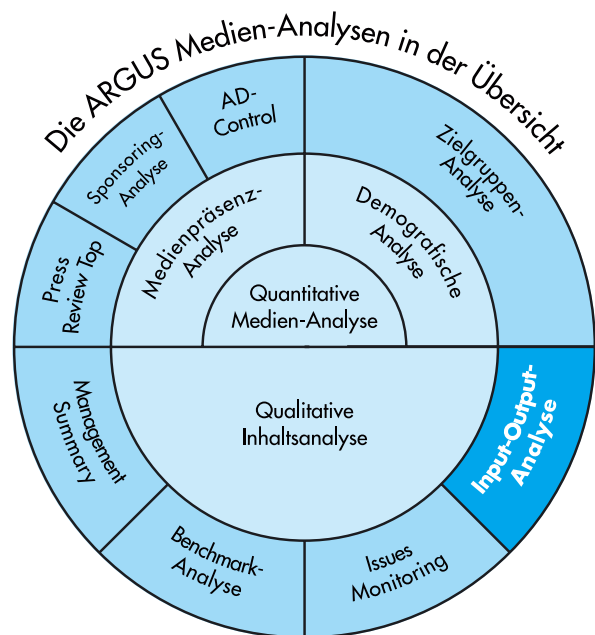 Die ARGUS Medien-Analysen in der Übersicht
AD-
Control
Zielgruppen-
Analyse
Sponsoring-
Analyse
Press
Review Top
Medienpräsenz-
Analyse
Demografische
Analyse
Quantitative
Medien-Analyse
Qualitative
Inhaltsanalyse
Input-Output-
Analyse
Management
Summary
Benchmark-
Analyse
Issues
Monitoring